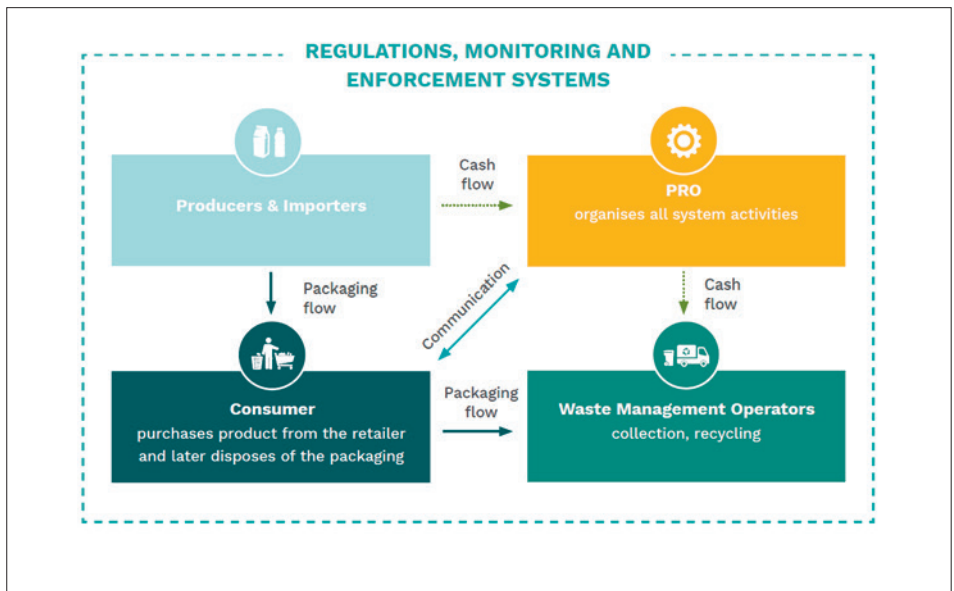 REGULATIONS, MONITORING AND
ENFORCEMENT SYSTEMS
Producers & Importers
Cash
flow
PRO
organises all system activities
Packaging
flow
Communication
Cash
flow
Consumer
purchases product from the retailer
and later disposes of the packaging
Packaging
flow
Waste Management Operators
collection, recycling